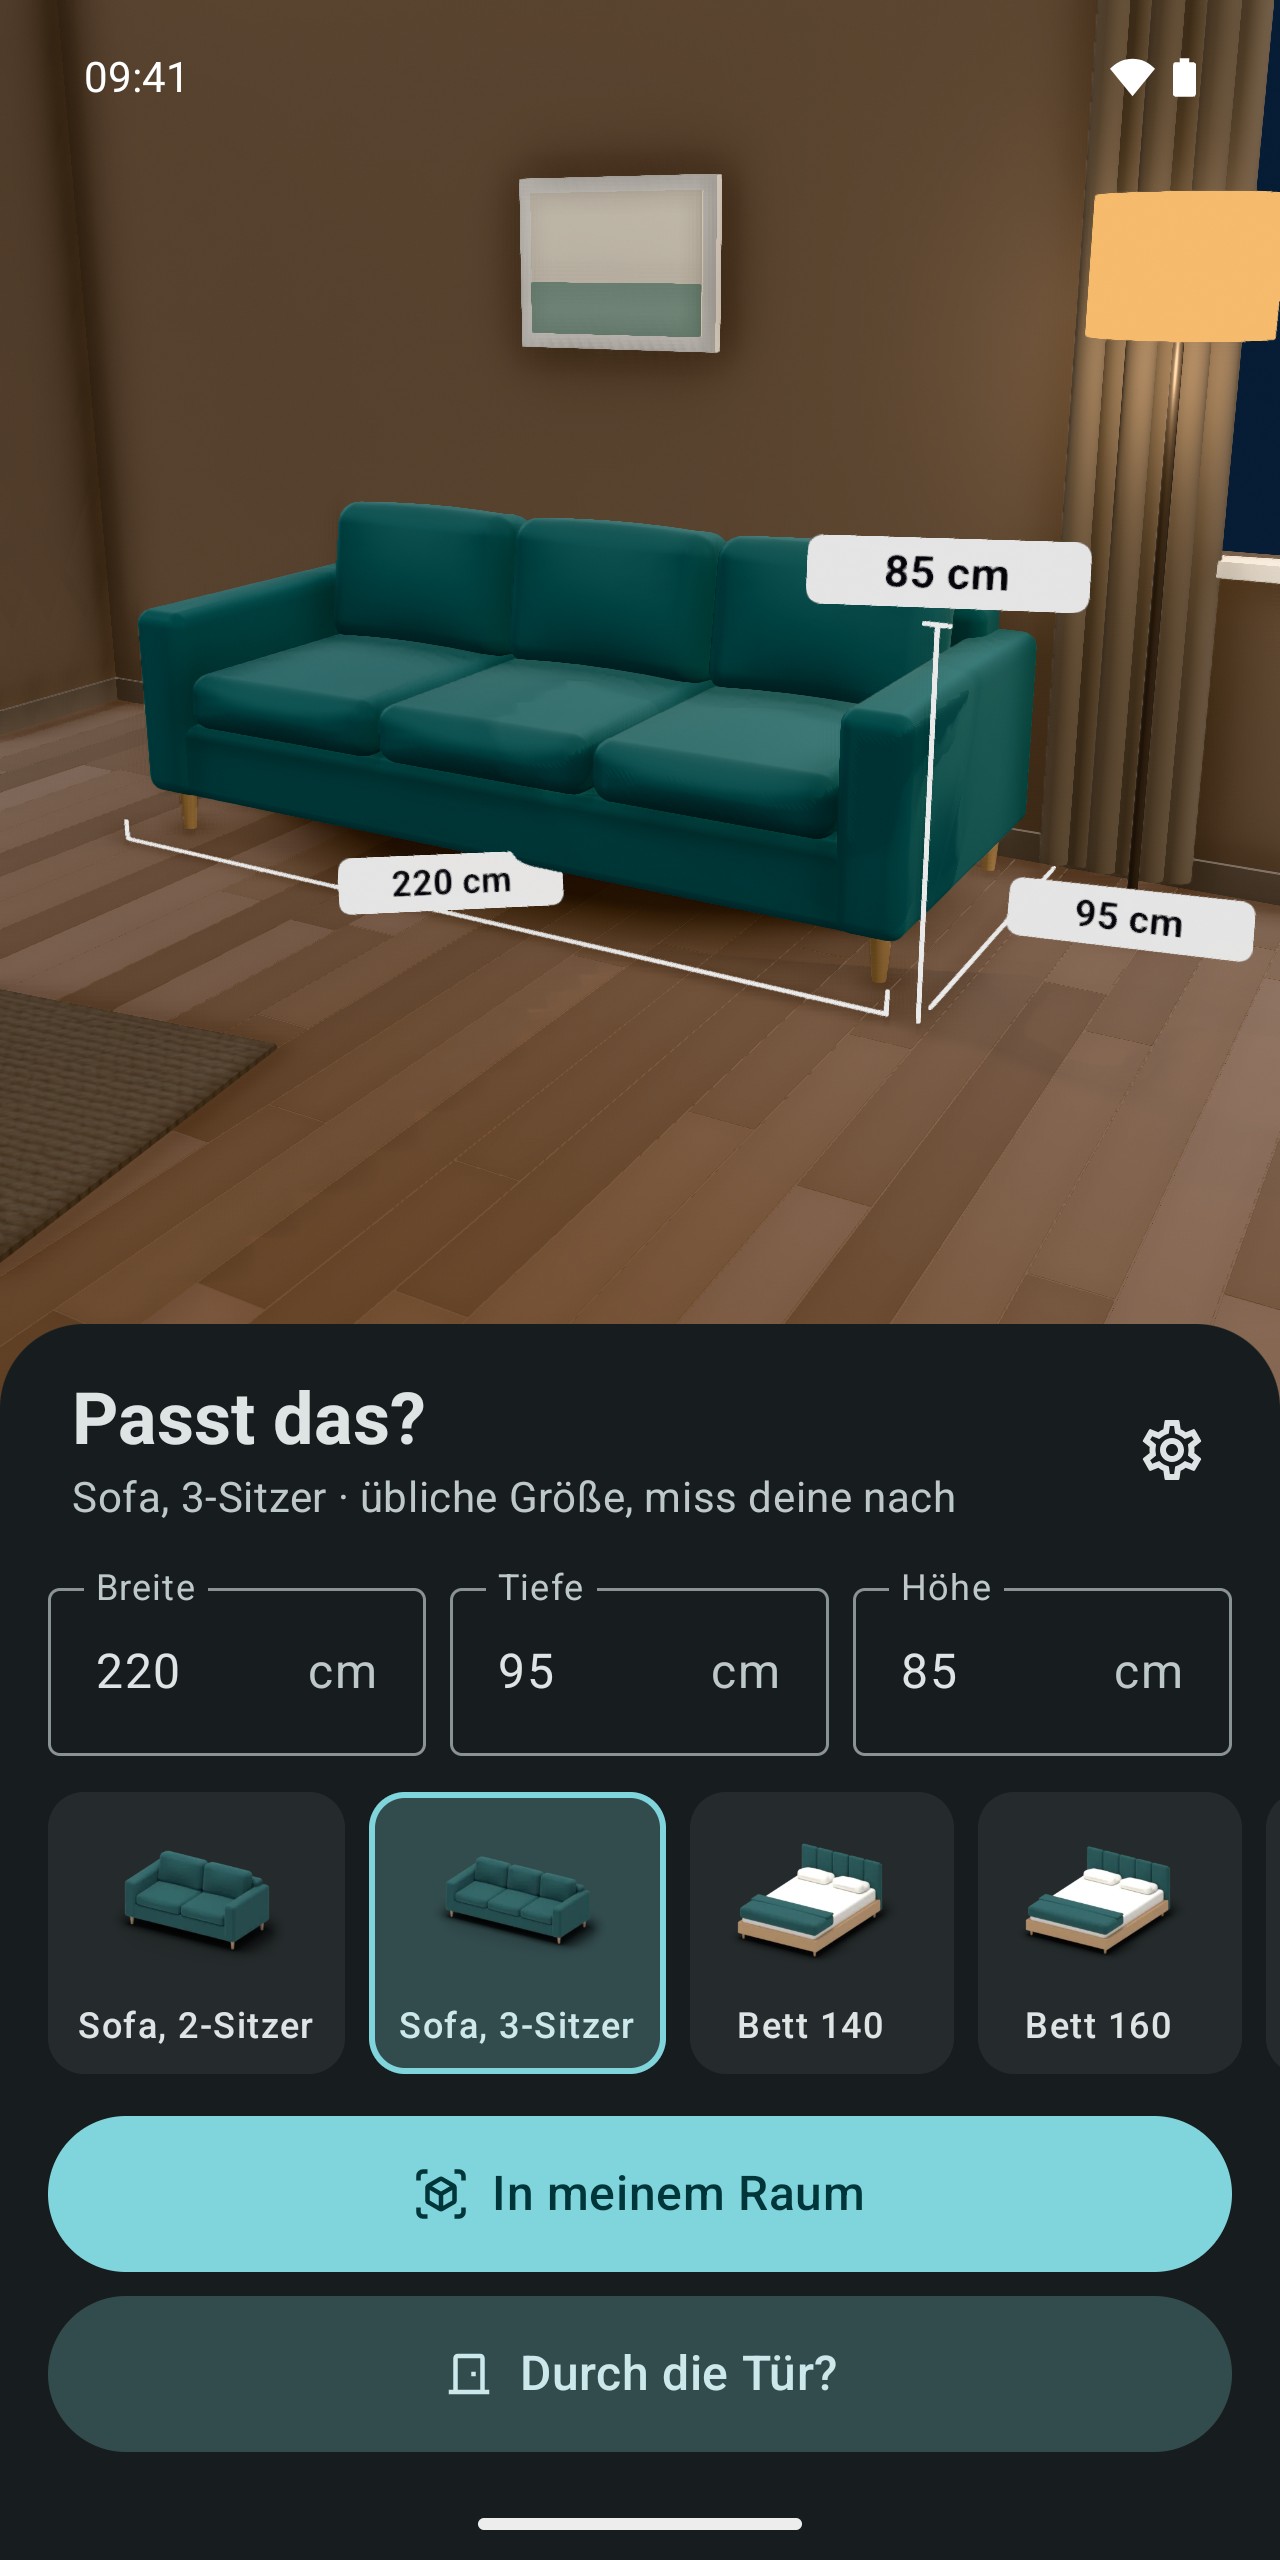 09:41
85 cm
220 cm
95 cm
Passt das?
Sofa, 3-Sitzer · übliche Größe, miss deine nach
Breite
220 cm
Tiefe
95 cm
Höhe
85 cm
Sofa, 2-Sitzer
Sofa, 3-Sitzer
Bett 140
Bett 160
In meinem Raum
Durch die Tür?